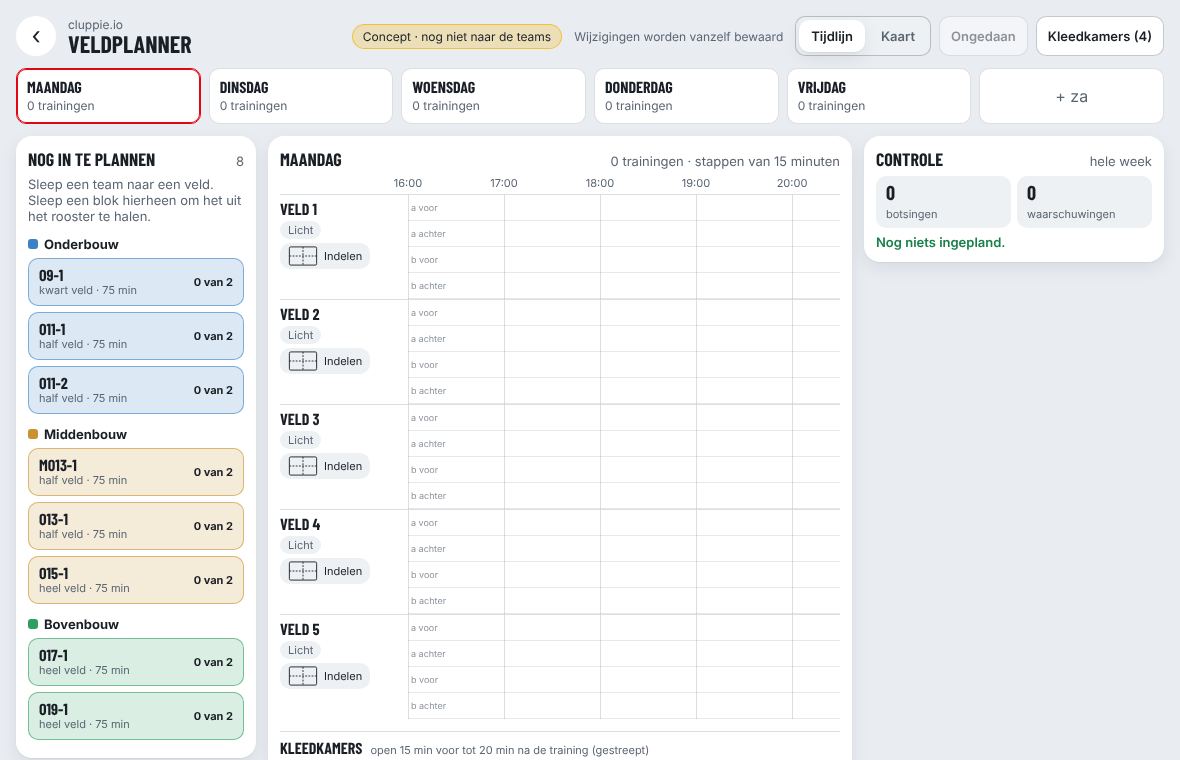 cluppie.io
VELDPLANNER
Concept · nog niet naar de teams
Wijzigingen worden vanzelf bewaard
Tijdlijn
Kaart
Ongedaan
Kleedkamers (4)
MAANDAG
0 trainingen
DINSDAG
0 trainingen
WOENSDAG
0 trainingen
DONDERDAG
0 trainingen
VRIJDAG
0 trainingen
+ za
NOG IN TE PLANNEN 8
Sleep een team naar een veld.
Sleep een blok hierheen om het uit
het rooster te halen.
Onderbouw
O9-1
kwart veld · 75 min
0 van 2
O11-1
half veld · 75 min
0 van 2
O11-2
half veld · 75 min
0 van 2
Middenbouw
MO13-1
half veld · 75 min
0 van 2
O13-1
half veld · 75 min
0 van 2
O15-1
heel veld · 75 min
0 van 2
Bovenbouw
O17-1
heel veld · 75 min
0 van 2
O19-1
heel veld · 75 min
0 van 2
MAANDAG
0 trainingen · stappen van 15 minuten
16:00 17:00 18:00 19:00 20:00
VELD 1
Licht
Indelen
a voor
a achter
b voor
b achter
VELD 2
Licht
Indelen
a voor
a achter
b voor
b achter
VELD 3
Licht
Indelen
a voor
a achter
b voor
b achter
VELD 4
Licht
Indelen
a voor
a achter
b voor
b achter
VELD 5
Licht
Indelen
a voor
a achter
b voor
b achter
KLEEDKAMERS open 15 min voor tot 20 min na de training (gestreept)
CONTROLE
hele week
0
botsingen
0
waarschuwingen
Nog niets ingepland.